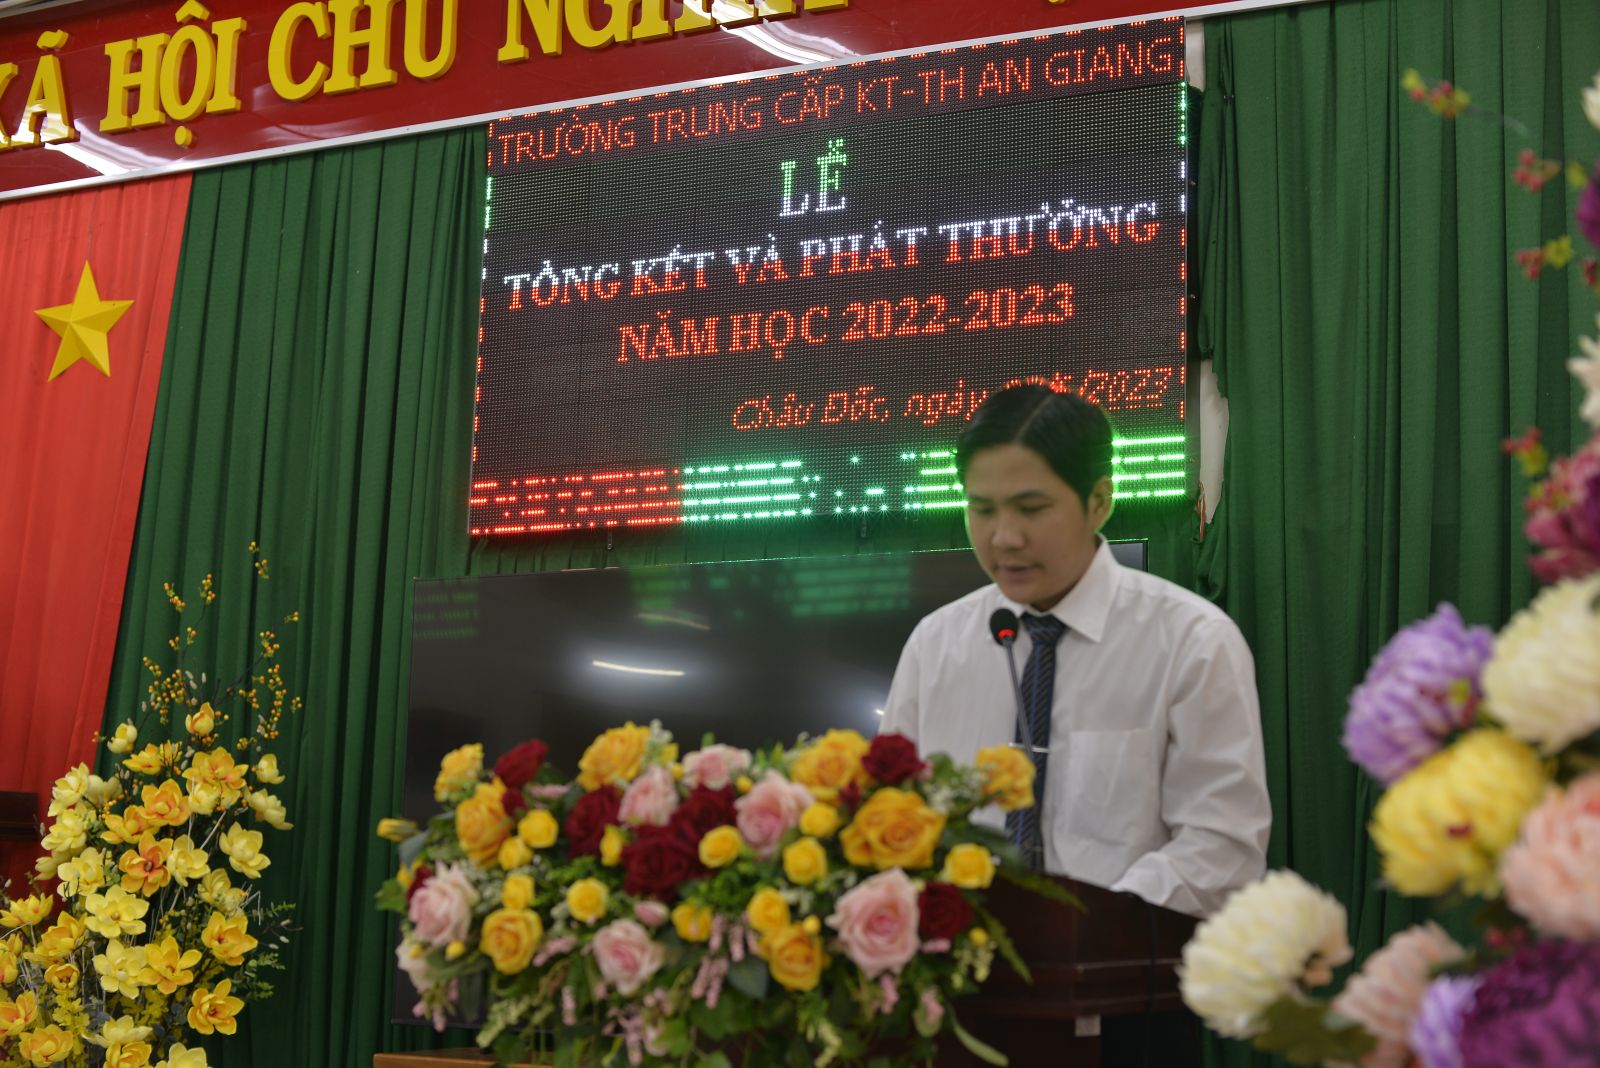 XÃ HỘI CHỦ NGHĨA
TRƯỜNG TRUNG CẤP KT-TH AN GIANG
LỄ
TỔNG KẾT VÀ PHÁT THƯỞNG
NĂM HỌC 2022-2023
Châu Đốc, ngày /2023